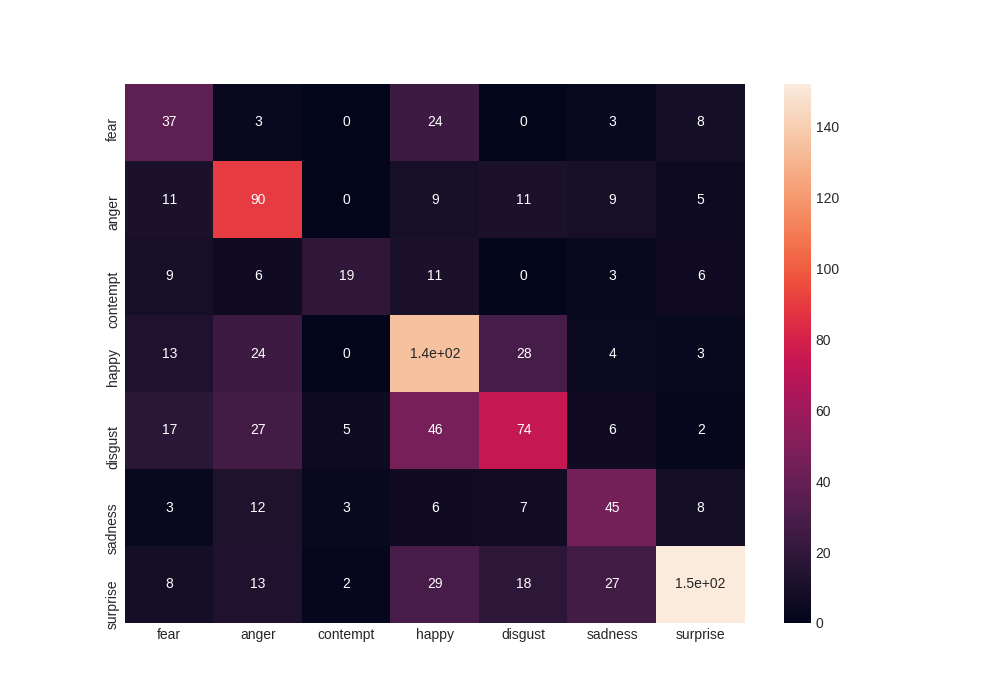 fear 37 3 0 24 0 3 8
anger 11 90 0 9 11 9 5
contempt 9 6 19 11 0 3 6
happy 13 24 0 1.4e+02 28 4 3
disgust 17 27 5 46 74 6 2
sadness 3 12 3 6 7 45 8
surprise 8 13 2 29 18 27 1.5e+02
fear anger contempt happy disgust sadness surprise
140
120
100
80
60
40
20
0